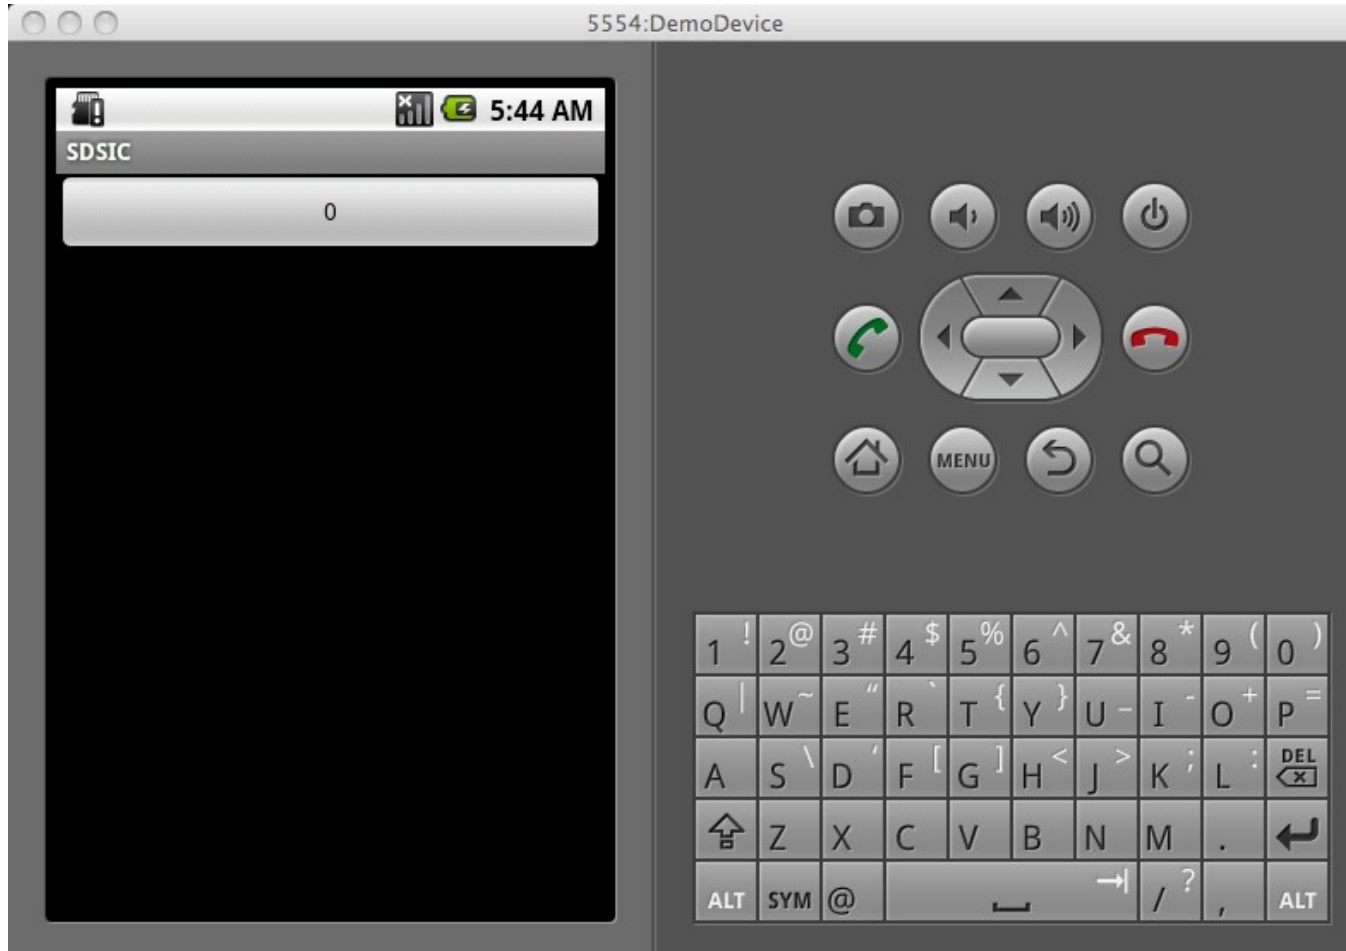 5554:DemoDevice
5:44 AM
SDSIC
0
MENU
1 ! 2 @ 3 # 4 $ 5 % 6 ^ 7 & 8 * 9 ( 0 )
Q | W ~ E " R ` T { Y } U _ I - O + P =
A S \ D ' F [ G ] H < J > K ; L : DEL
Z X C V B N M .
ALT SYM @ / ? , ALT